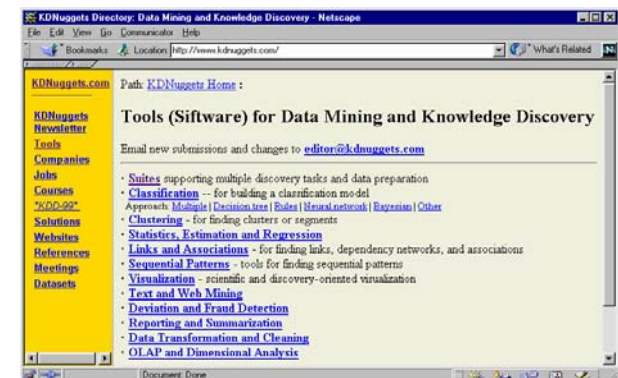 KDNuggets Directory: Data Mining and Knowledge Discovery - Netscape
File Edit View Go Communicator Help
Bookmarks Location: http://www.kdnuggets.com/ What's Related
KDNuggets.com
KDNuggets
Newsletter
Tools
Companies
Jobs
Courses
"KDD-99"
Solutions
Websites
References
Meetings
Datasets
Path: KDNuggets Home :
Tools (Siftware) for Data Mining and Knowledge Discovery
Email new submissions and changes to editor@kdnuggets.com
· Suites supporting multiple discovery tasks and data preparation
· Classification -- for building a classification model
Approach: Multiple | Decision tree | Rules | Neural network | Bayesian | Other
· Clustering - for finding clusters or segments
· Statistics, Estimation and Regression
· Links and Associations - for finding links, dependency networks, and associations
· Sequential Patterns - tools for finding sequential patterns
· Visualization - scientific and discovery-oriented visualization
· Text and Web Mining
· Deviation and Fraud Detection
· Reporting and Summarization
· Data Transformation and Cleaning
· OLAP and Dimensional Analysis
Document: Done